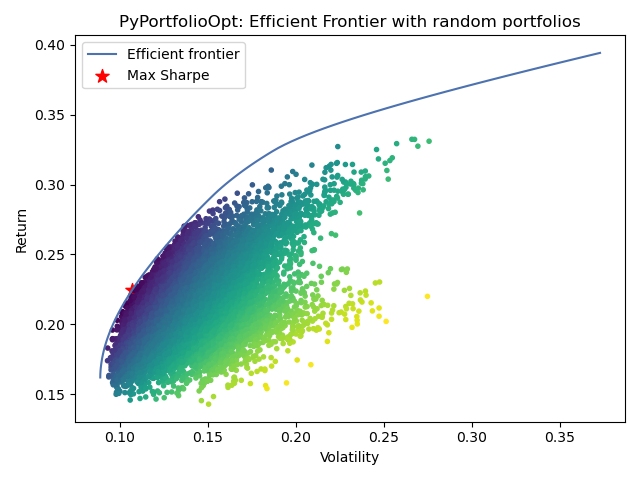 PyPortfolioOpt: Efficient Frontier with random portfolios
Efficient frontier
Max Sharpe
Return
0.40
0.35
0.30
0.25
0.20
0.15
0.10
0.15
0.20
0.25
0.30
0.35
Volatility